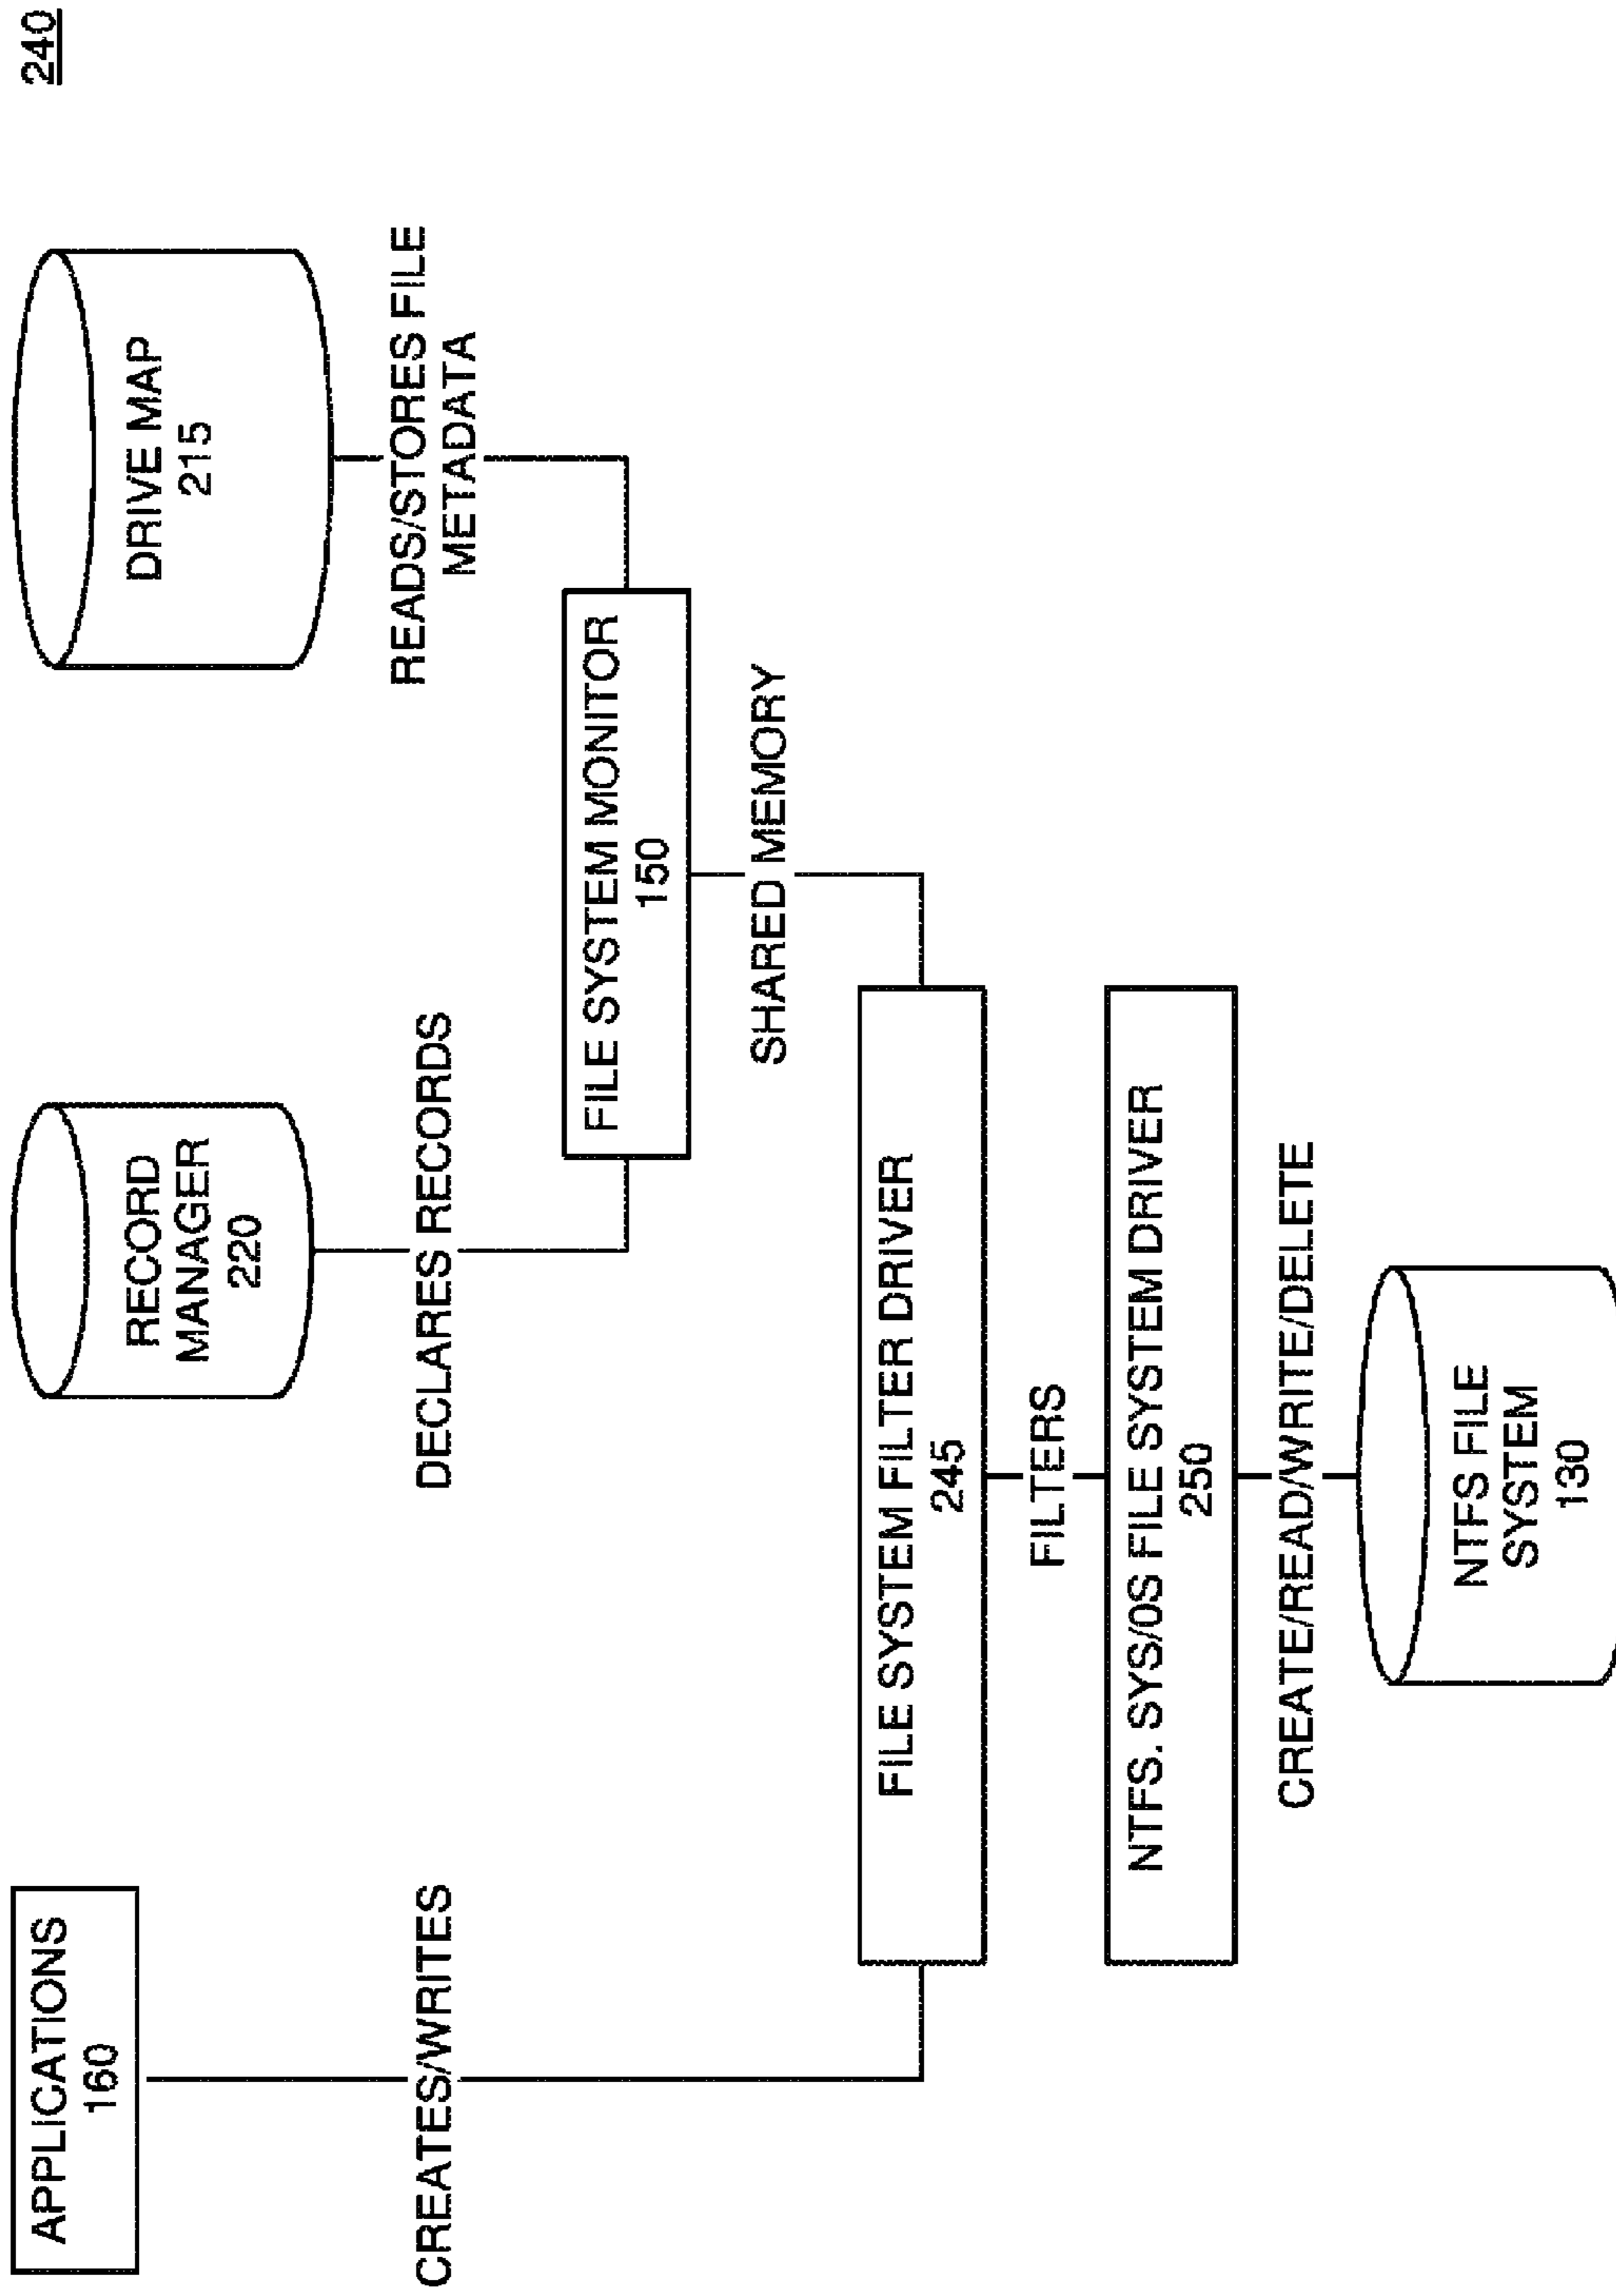 240
APPLICATIONS
160
RECORD
MANAGER
220
DRIVE MAP
215
CREATES/WRITES
DECLARES RECORDS
READS/STORES FILE
METADATA
FILE SYSTEM MONITOR
150
SHARED MEMORY
FILE SYSTEM FILTER DRIVER
245
FILTERS
NTFS. SYS/0S FILE SYSTEM DRIVER
250
CREATE/READ/WRITE/DELETE
NTFS FILE
SYSTEM
130